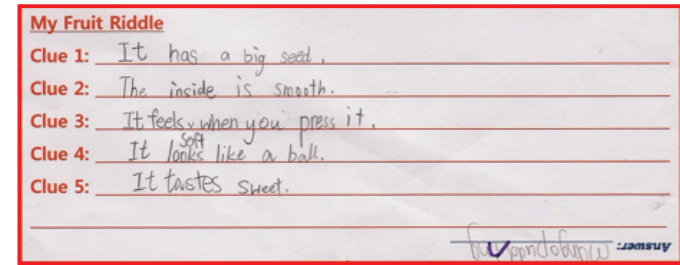 My Fruit Riddle
Clue 1: It has a big seed.
Clue 2: The inside is smooth.
Clue 3: It feels soft when you press it.
Clue 4: It looks like a ball.
Clue 5: It tastes sweet.
Answer: